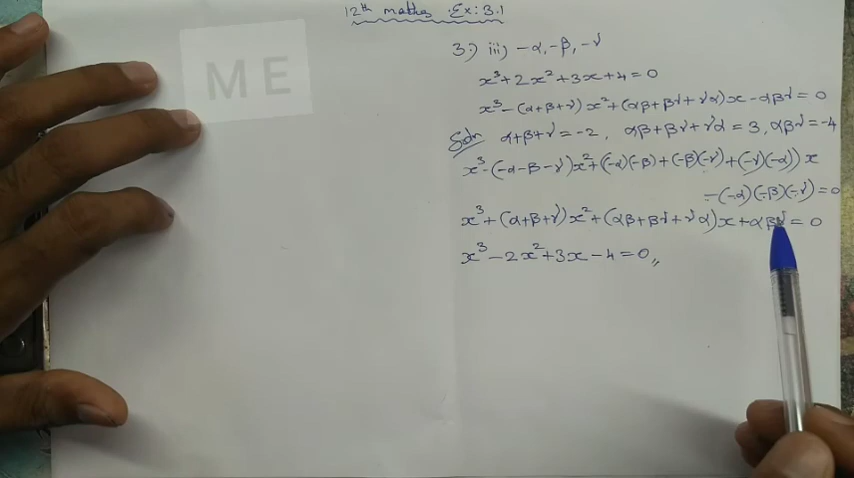 12th maths Ex: 3.1
ME
3.) iii) -α, -β, -γ
x³+2x²+3x+4=0
x³-(α+β+γ)x²+(αβ+βγ+γα)x-αβγ=0
Soln α+β+γ=-2, αβ+βγ+γα=3, αβγ=-4
x³-(-α-β-γ)x²+(-α)(-β)+(-β)(-γ)+(-γ)(-α))x
-(-α)(-β)(-γ)=0
x³+(α+β+γ)x²+(αβ+βγ+γα)x+αβγ=0
x³-2x²+3x-4=0,,